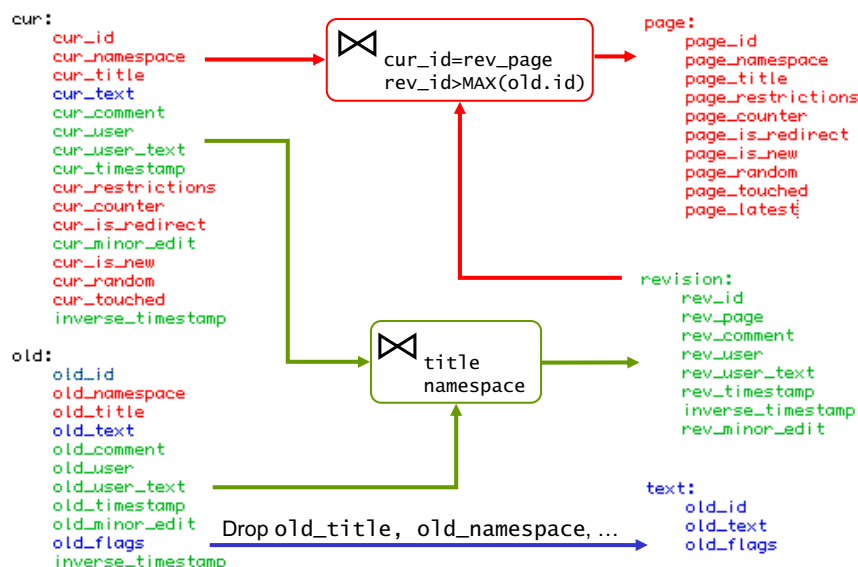 cur:
cur_id
cur_namespace
cur_title
cur_text
cur_comment
cur_user
cur_user_text
cur_timestamp
cur_restrictions
cur_counter
cur_is_redirect
cur_minor_edit
cur_is_new
cur_random
cur_touched
inverse_timestamp
old:
old_id
old_namespace
old_title
old_text
old_comment
old_user
old_user_text
old_timestamp
old_minor_edit
old_flags
inverse_timestamp
⋈
cur_id=rev_page
rev_id>MAX(old.id)
⋈
title
namespace
Drop old_title, old_namespace, …
page:
page_id
page_namespace
page_title
page_restrictions
page_counter
page_is_redirect
page_is_new
page_random
page_touched
page_latest
revision:
rev_id
rev_page
rev_comment
rev_user
rev_user_text
rev_timestamp
inverse_timestamp
rev_minor_edit
text:
old_id
old_text
old_flags